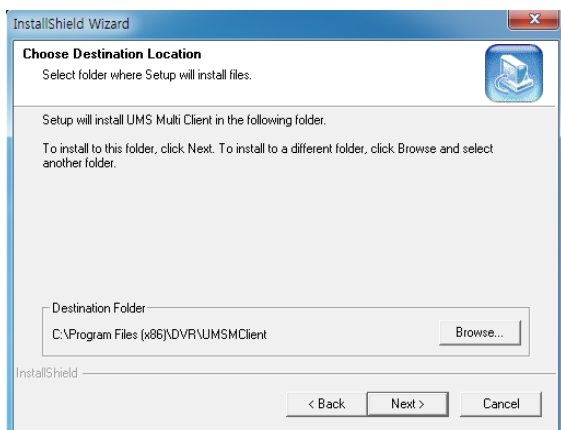 InstallShield Wizard
Choose Destination Location
Select folder where Setup will install files.
Setup will install UMS Multi Client in the following folder.
To install to this folder, click Next. To install to a different folder, click Browse and select
another folder.
Destination Folder
C:\Program Files (x86)\DVR\UMSMClient
Browse...
InstallShield
< Back
Next >
Cancel